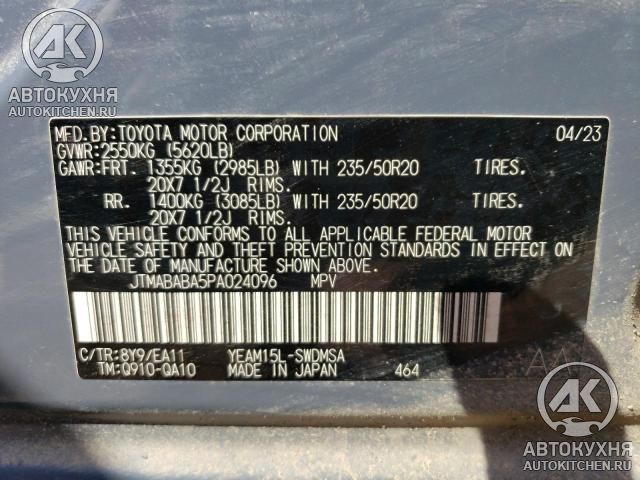 АК
АВТОКУХНЯ
AUTOKITCHEN.RU
MFD.BY:TOYOTA MOTOR CORPORATION 04/23
GVWR:2550KG (5620LB)
GAWR:FRT. 1355KG (2985LB) WITH 235/50R20 TIRES.
20X7 1/2J RIMS.
RR. 1400KG (3085LB) WITH 235/50R20 TIRES.
20X7 1/2J RIMS.
THIS VEHICLE CONFORMS TO ALL APPLICABLE FEDERAL MOTOR
VEHICLE SAFETY AND THEFT PREVENTION STANDARDS IN EFFECT
ON THE DATE OF MANUFACTURE SHOWN ABOVE.
JTMABABA5PA024096 MPV
C/TR:8Y9/EA11 YEAM15L-SWDMSA
TM:Q910-QA10 MADE IN JAPAN 464
AA
АК
АВТОКУХНЯ
AUTOKITCHEN.RU